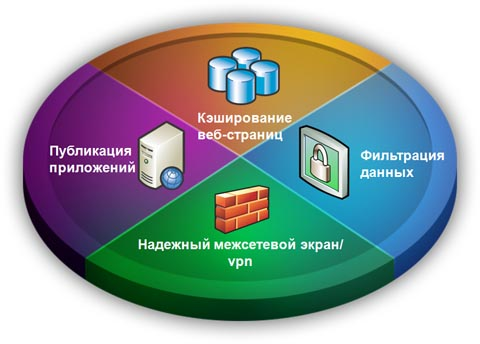 Кэширование
веб-страниц
Публикация
приложений
Фильтрация
данных
Надежный межсетевой экран/
vpn